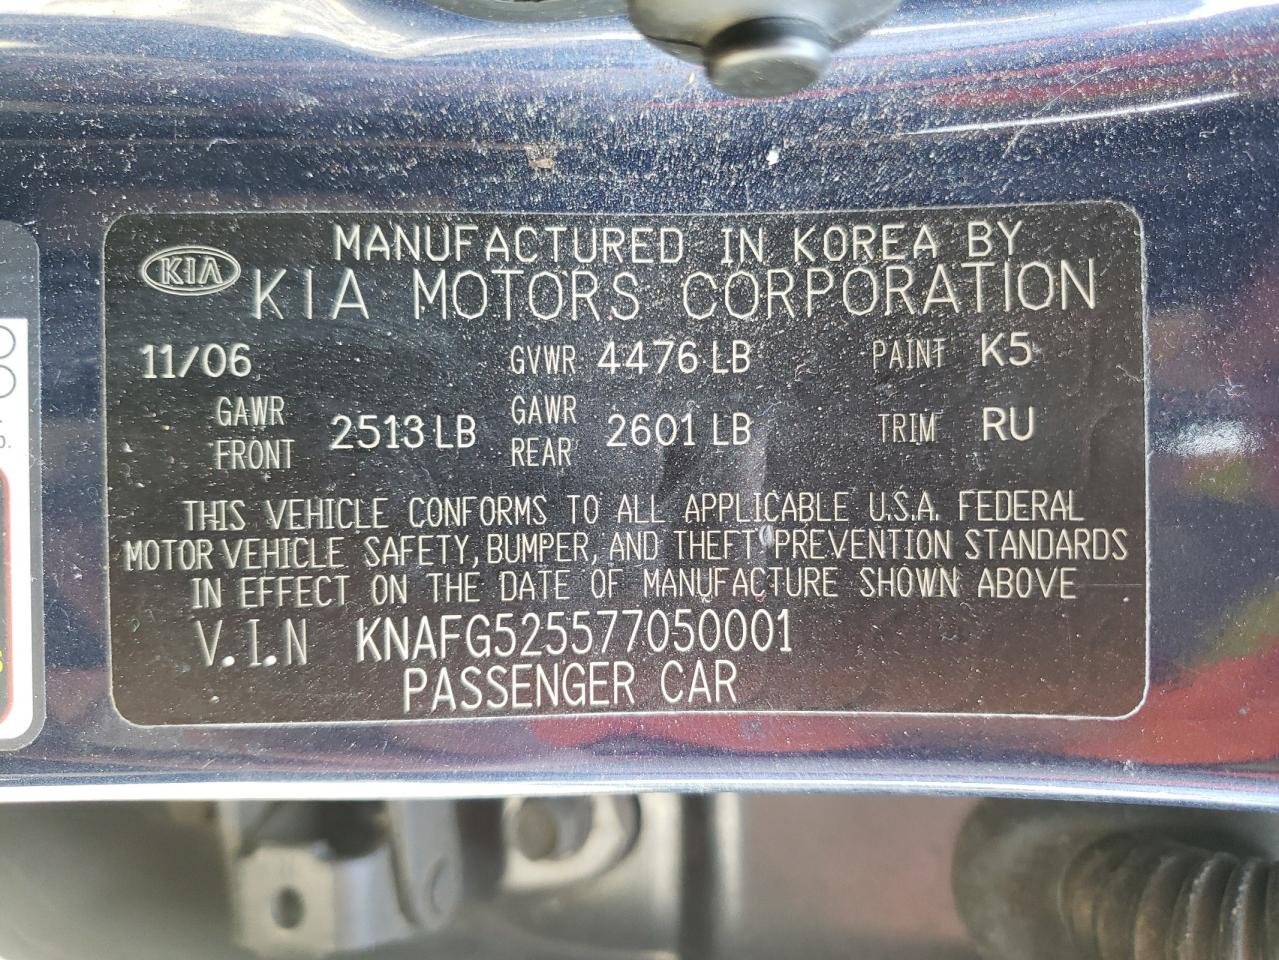 MANUFACTURED IN KOREA BY
KIA KIA MOTORS CORPORATION
11/06 GVWR 4476 LB PAINT K5
GAWR FRONT 2513 LB GAWR REAR 2601 LB TRIM RU
THIS VEHICLE CONFORMS TO ALL APPLICABLE U.S.A. FEDERAL
MOTOR VEHICLE SAFETY, BUMPER, AND THEFT PREVENTION STANDARDS
IN EFFECT ON THE DATE OF MANUFACTURE SHOWN ABOVE
V.I.N KNAFG525577050001
PASSENGER CAR